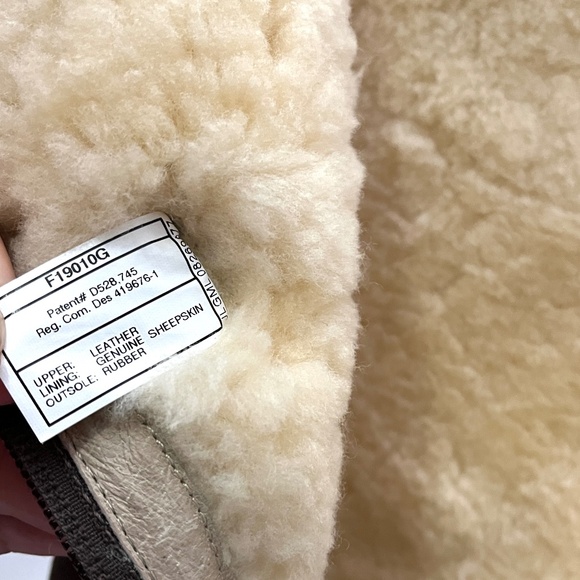 F19010G
Patent# D528,745
Reg. Com. Des 419676-1
UPPER: LEATHER
LINING: GENUINE SHEEPSKIN
OUTSOLE: RUBBER